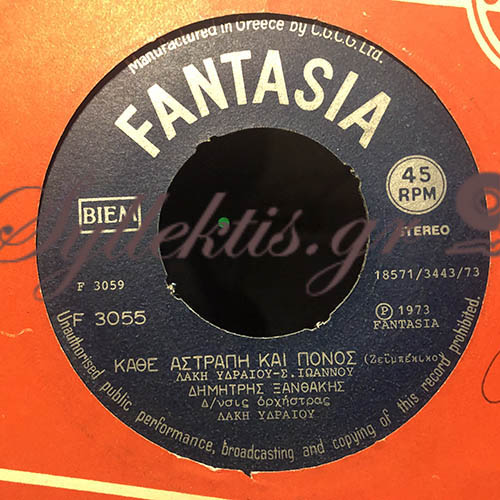 Manufactured in Greece by C.G.C.G. Ltd.
FANTASIA
BIEM
45
RPM
STEREO
Syllektis.gr
F 3059
18571/3443/73
F 3055
Ⓟ 1973
FANTASIA
ΚΑΘΕ ΑΣΤΡΑΠΗ ΚΑΙ ΠΟΝΟΣ (Ζεϊμπέκικο)
ΛΑΚΗ ΥΔΡΑΙΟΥ-Σ.ΙΩΑΝΝΟΥ
ΔΗΜΗΤΡΗΣ ΞΑΝΘΑΚΗΣ
Δ/νσις ὀρχήστρας
ΛΑΚΗ ΥΔΡΑΙΟΥ
Unauthorised public performance, broadcasting and copying of this record prohibited.